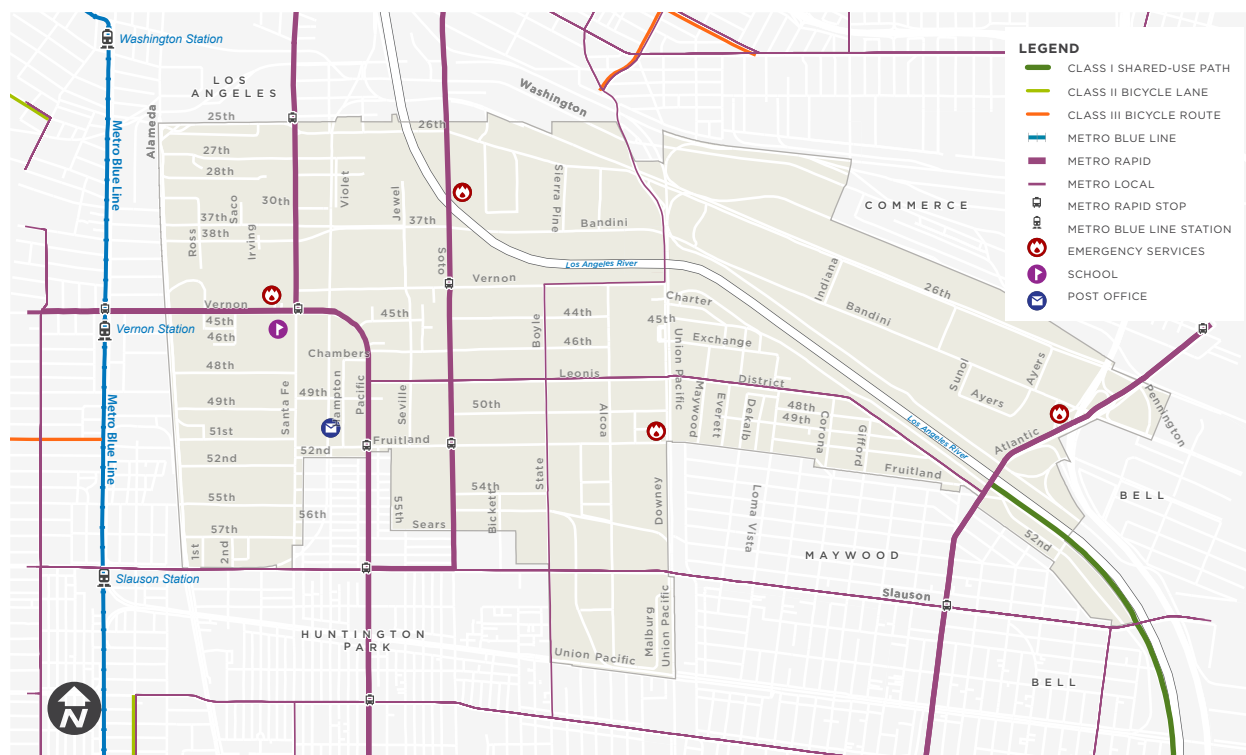 Washington Station
LOS
ANGELES
Washington
LEGEND
CLASS I SHARED-USE PATH
CLASS II BICYCLE LANE
CLASS III BICYCLE ROUTE
METRO BLUE LINE
METRO RAPID
METRO LOCAL
METRO RAPID STOP
METRO BLUE LINE STATION
EMERGENCY SERVICES
SCHOOL
POST OFFICE
Alameda
25th
26th
Metro Blue Line
27th
28th
Violet
Jewel
Sierra Pine
COMMERCE
Saco
30th
37th
37th
Bandini
Ross
38th
Irving
Soto
Los Angeles River
Vernon
Indiana
26th
Vernon
Charter
Bandini
45th
45th
44th
45th
Vernon Station
46th
Boyle
46th
Union Pacific
Exchange
Chambers
48th
Leonis
District
Sunol
Ayers
Ayers
Pennington
49th
Santa Fe
49th
Hampton
Pacific
Seville
50th
Alcoa
Maywood
Everett
Dekalb
48th
49th
Corona
Gifford
Los Angeles River
Atlantic
51st
Fruitland
52nd
52nd
Fruitland
Metro Blue Line
State
54th
Bickett
Downey
Loma Vista
BELL
55th
55th
56th
Sears
57th
1st
2nd
52nd
MAYWOOD
Slauson Station
Slauson
HUNTINGTON
PARK
Malburg
Union Pacific
Union Pacific
BELL
N